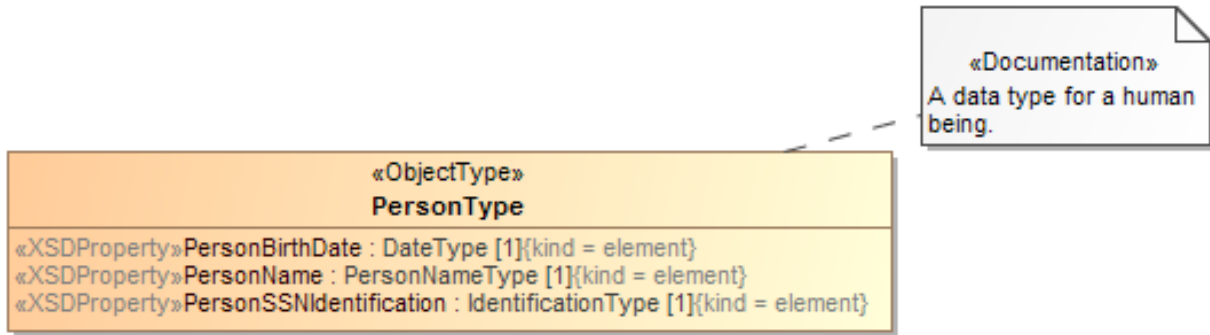 «Documentation»
A data type for a human
being.
«ObjectType»
PersonType
«XSDProperty»PersonBirthDate : DateType [1]{kind = element}
«XSDProperty»PersonName : PersonNameType [1]{kind = element}
«XSDProperty»PersonSSNIdentification : IdentificationType [1]{kind = element}